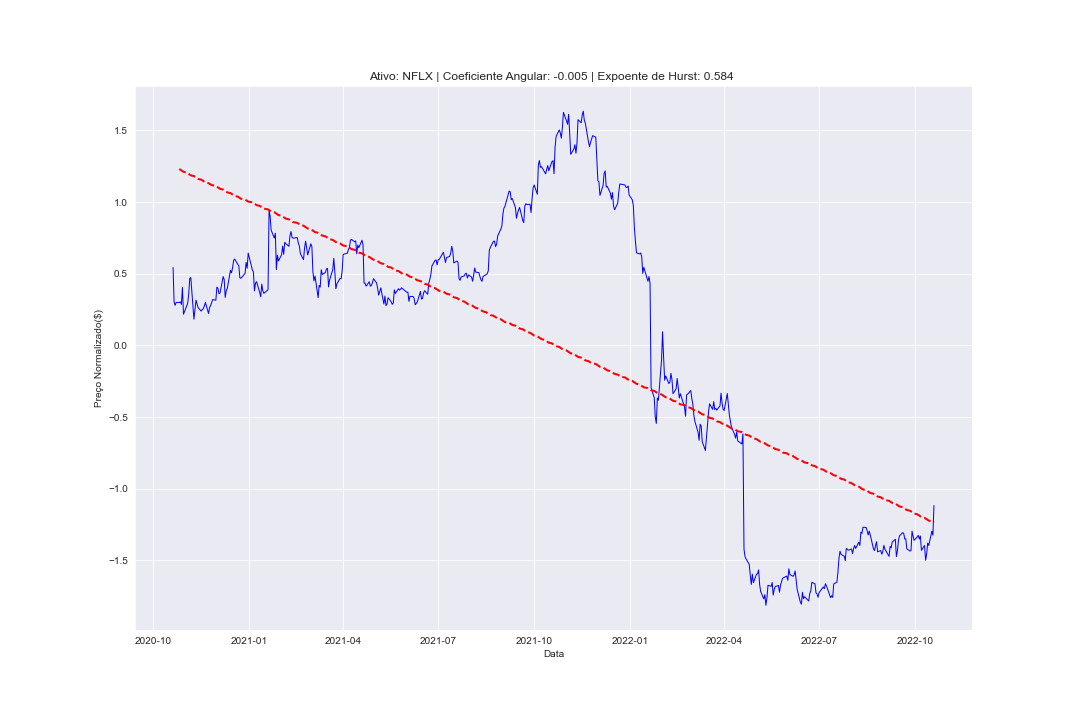 Ativo: NFLX | Coeficiente Angular: -0.005 | Expoente de Hurst: 0.584
Preço Normalizado($)
1.5
1.0
0.5
0.0
−0.5
−1.0
−1.5
2020-10 2021-01 2021-04 2021-07 2021-10 2022-01 2022-04 2022-07 2022-10
Data